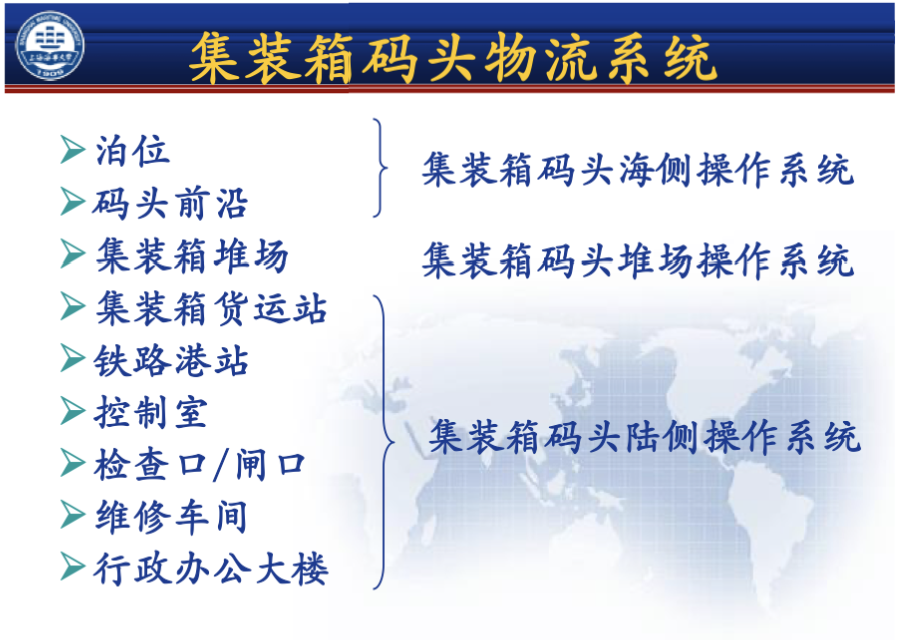 集装箱码头物流系统
SHANGHAI MARITIME UNIVERSITY
上海海事大学
1909
泊位
码头前沿
集装箱堆场
集装箱货运站
铁路港站
控制室
检查口/闸口
维修车间
行政办公大楼
集装箱码头海侧操作系统
集装箱码头堆场操作系统
集装箱码头陆侧操作系统